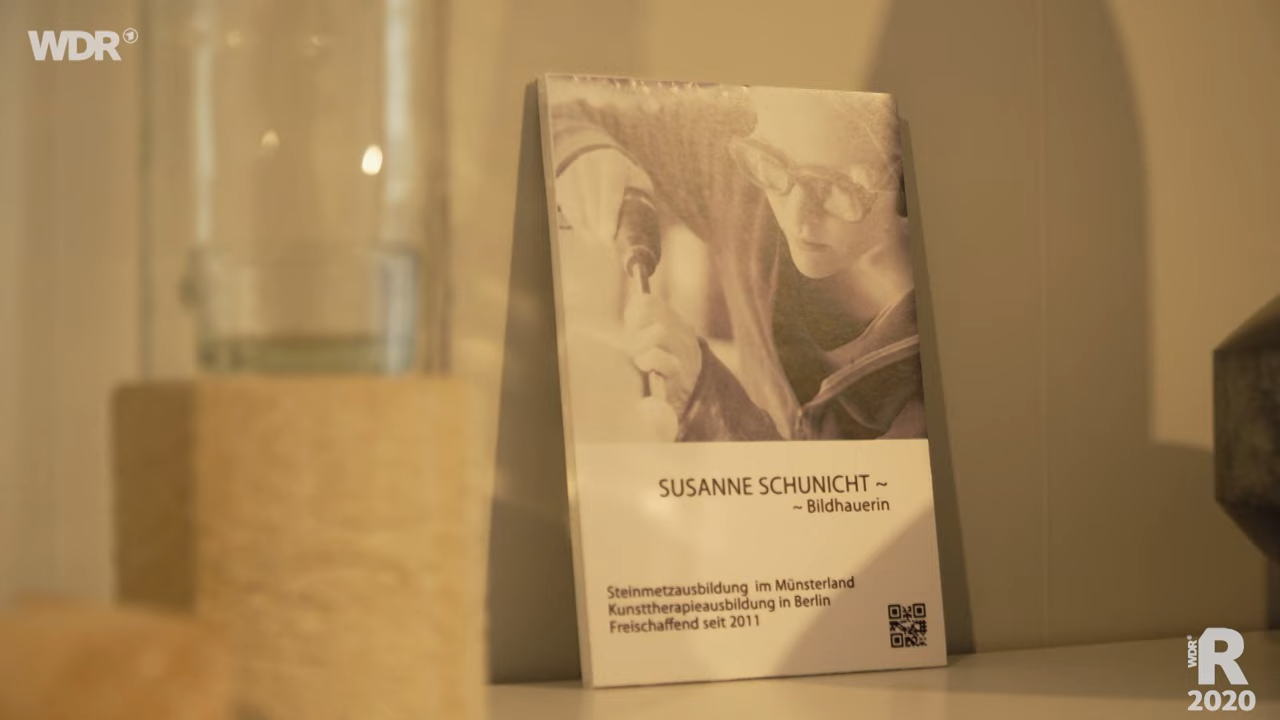 WDR
SUSANNE SCHUNICHT ~
~ Bildhauerin
Steinmetzausbildung im Münsterland
Kunsttherapieausbildung in Berlin
Freischaffend seit 2011
WDR R
2020